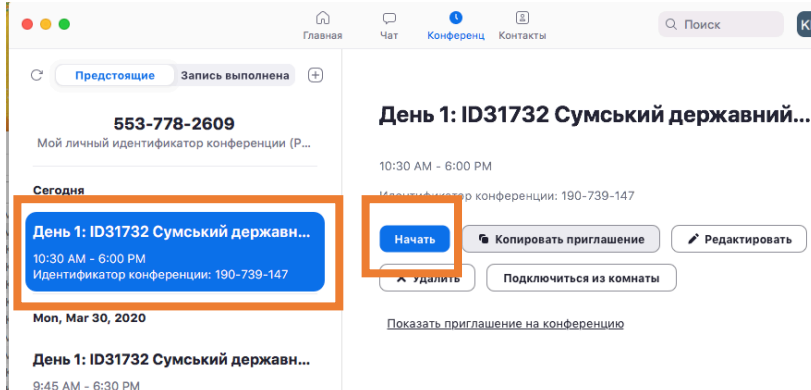 Главная
Чат
Конференц
Контакты
Поиск
К
Предстоящие
Запись выполнена
553-778-2609
Мой личный идентификатор конференции (P...
Сегодня
День 1: ID31732 Сумський державн...
10:30 AM - 6:00 PM
Идентификатор конференции: 190-739-147
Mon, Mar 30, 2020
День 1: ID31732 Сумський державн...
9:45 AM - 6:30 PM
День 1: ID31732 Сумський державний...
10:30 AM - 6:00 PM
Идентификатор конференции: 190-739-147
Начать
Копировать приглашение
Редактировать
Удалить
Подключиться из комнаты
Показать приглашение на конференцию